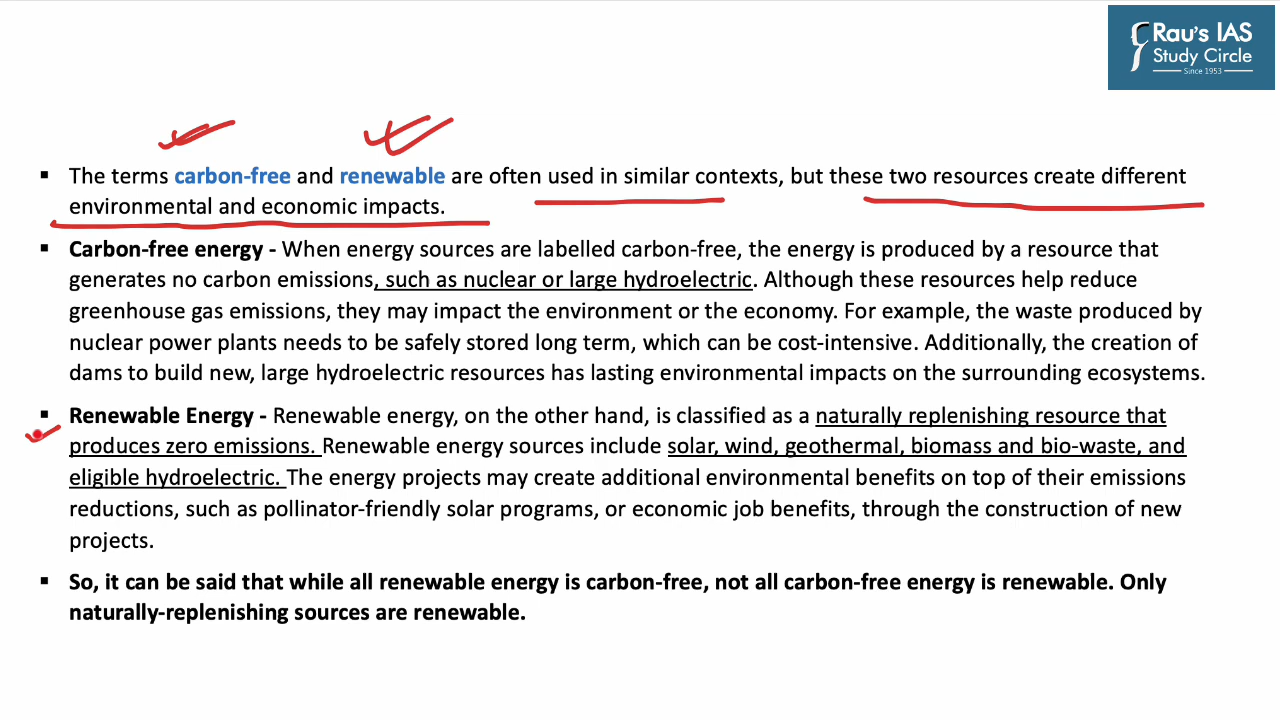 Rau's IAS
Study Circle
Since 1953
▪ The terms carbon-free and renewable are often used in similar contexts, but these two resources create different
environmental and economic impacts.
▪ Carbon-free energy - When energy sources are labelled carbon-free, the energy is produced by a resource that
generates no carbon emissions, such as nuclear or large hydroelectric. Although these resources help reduce
greenhouse gas emissions, they may impact the environment or the economy. For example, the waste produced by
nuclear power plants needs to be safely stored long term, which can be cost-intensive. Additionally, the creation of
dams to build new, large hydroelectric resources has lasting environmental impacts on the surrounding ecosystems.
▪ Renewable Energy - Renewable energy, on the other hand, is classified as a naturally replenishing resource that
produces zero emissions. Renewable energy sources include solar, wind, geothermal, biomass and bio-waste, and
eligible hydroelectric. The energy projects may create additional environmental benefits on top of their emissions
reductions, such as pollinator-friendly solar programs, or economic job benefits, through the construction of new
projects.
▪ So, it can be said that while all renewable energy is carbon-free, not all carbon-free energy is renewable. Only
naturally-replenishing sources are renewable.